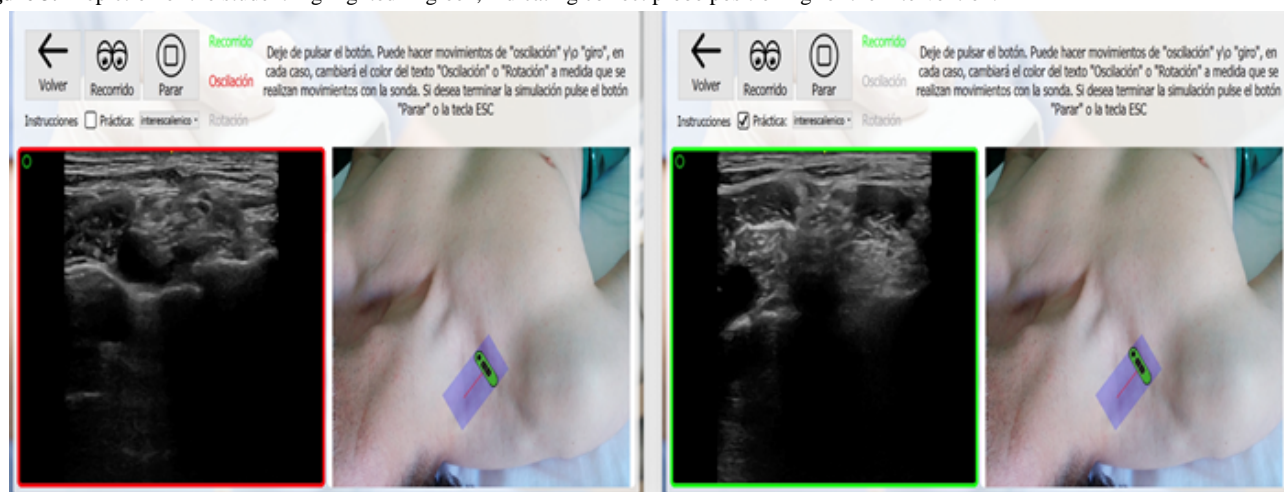 Recorrido
Deje de pulsar el botón. Puede hacer movimientos de "oscilación" y\o "giro", en
cada caso, cambiará el color del texto "Oscilación" o "Rotación" a medida que se
realizan movimientos con la sonda. Si desea terminar la simulación pulse el botón
"Parar" o la tecla ESC
Oscilación
Volver
Recorrido
Parar
Instrucciones
Práctica:
interescalenico
Rotación
Recorrido
Deje de pulsar el botón. Puede hacer movimientos de "oscilación" y\o "giro", en
cada caso, cambiará el color del texto "Oscilación" o "Rotación" a medida que se
realizan movimientos con la sonda. Si desea terminar la simulación pulse el botón
"Parar" o la tecla ESC
Oscilación
Volver
Recorrido
Parar
Instrucciones
Práctica:
interescalenico
Rotación